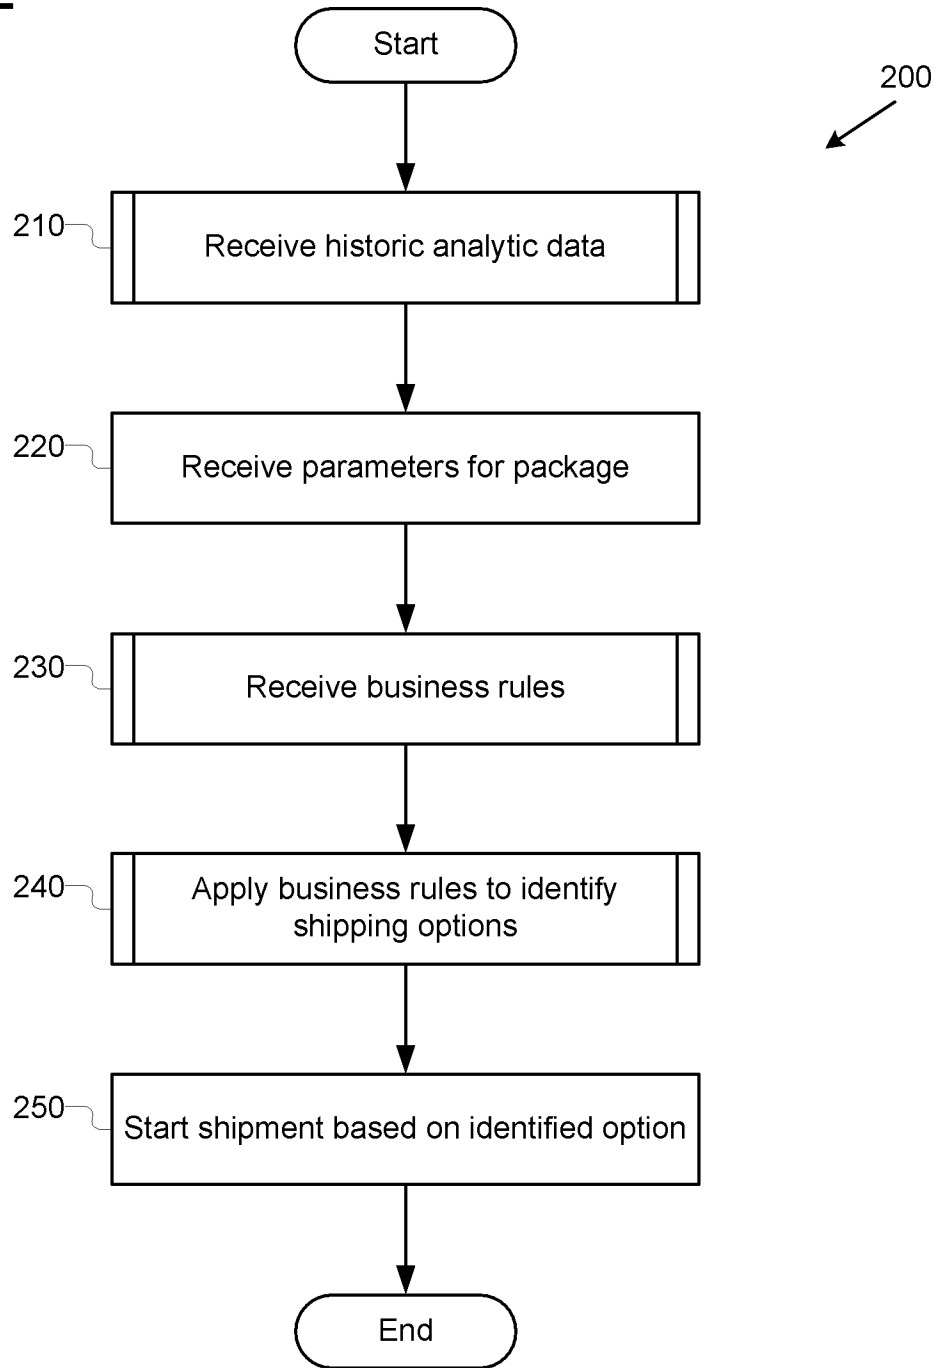 Start
200
210
Receive historic analytic data
220
Receive parameters for package
230
Receive business rules
240
Apply business rules to identify
shipping options
250
Start shipment based on identified option
End